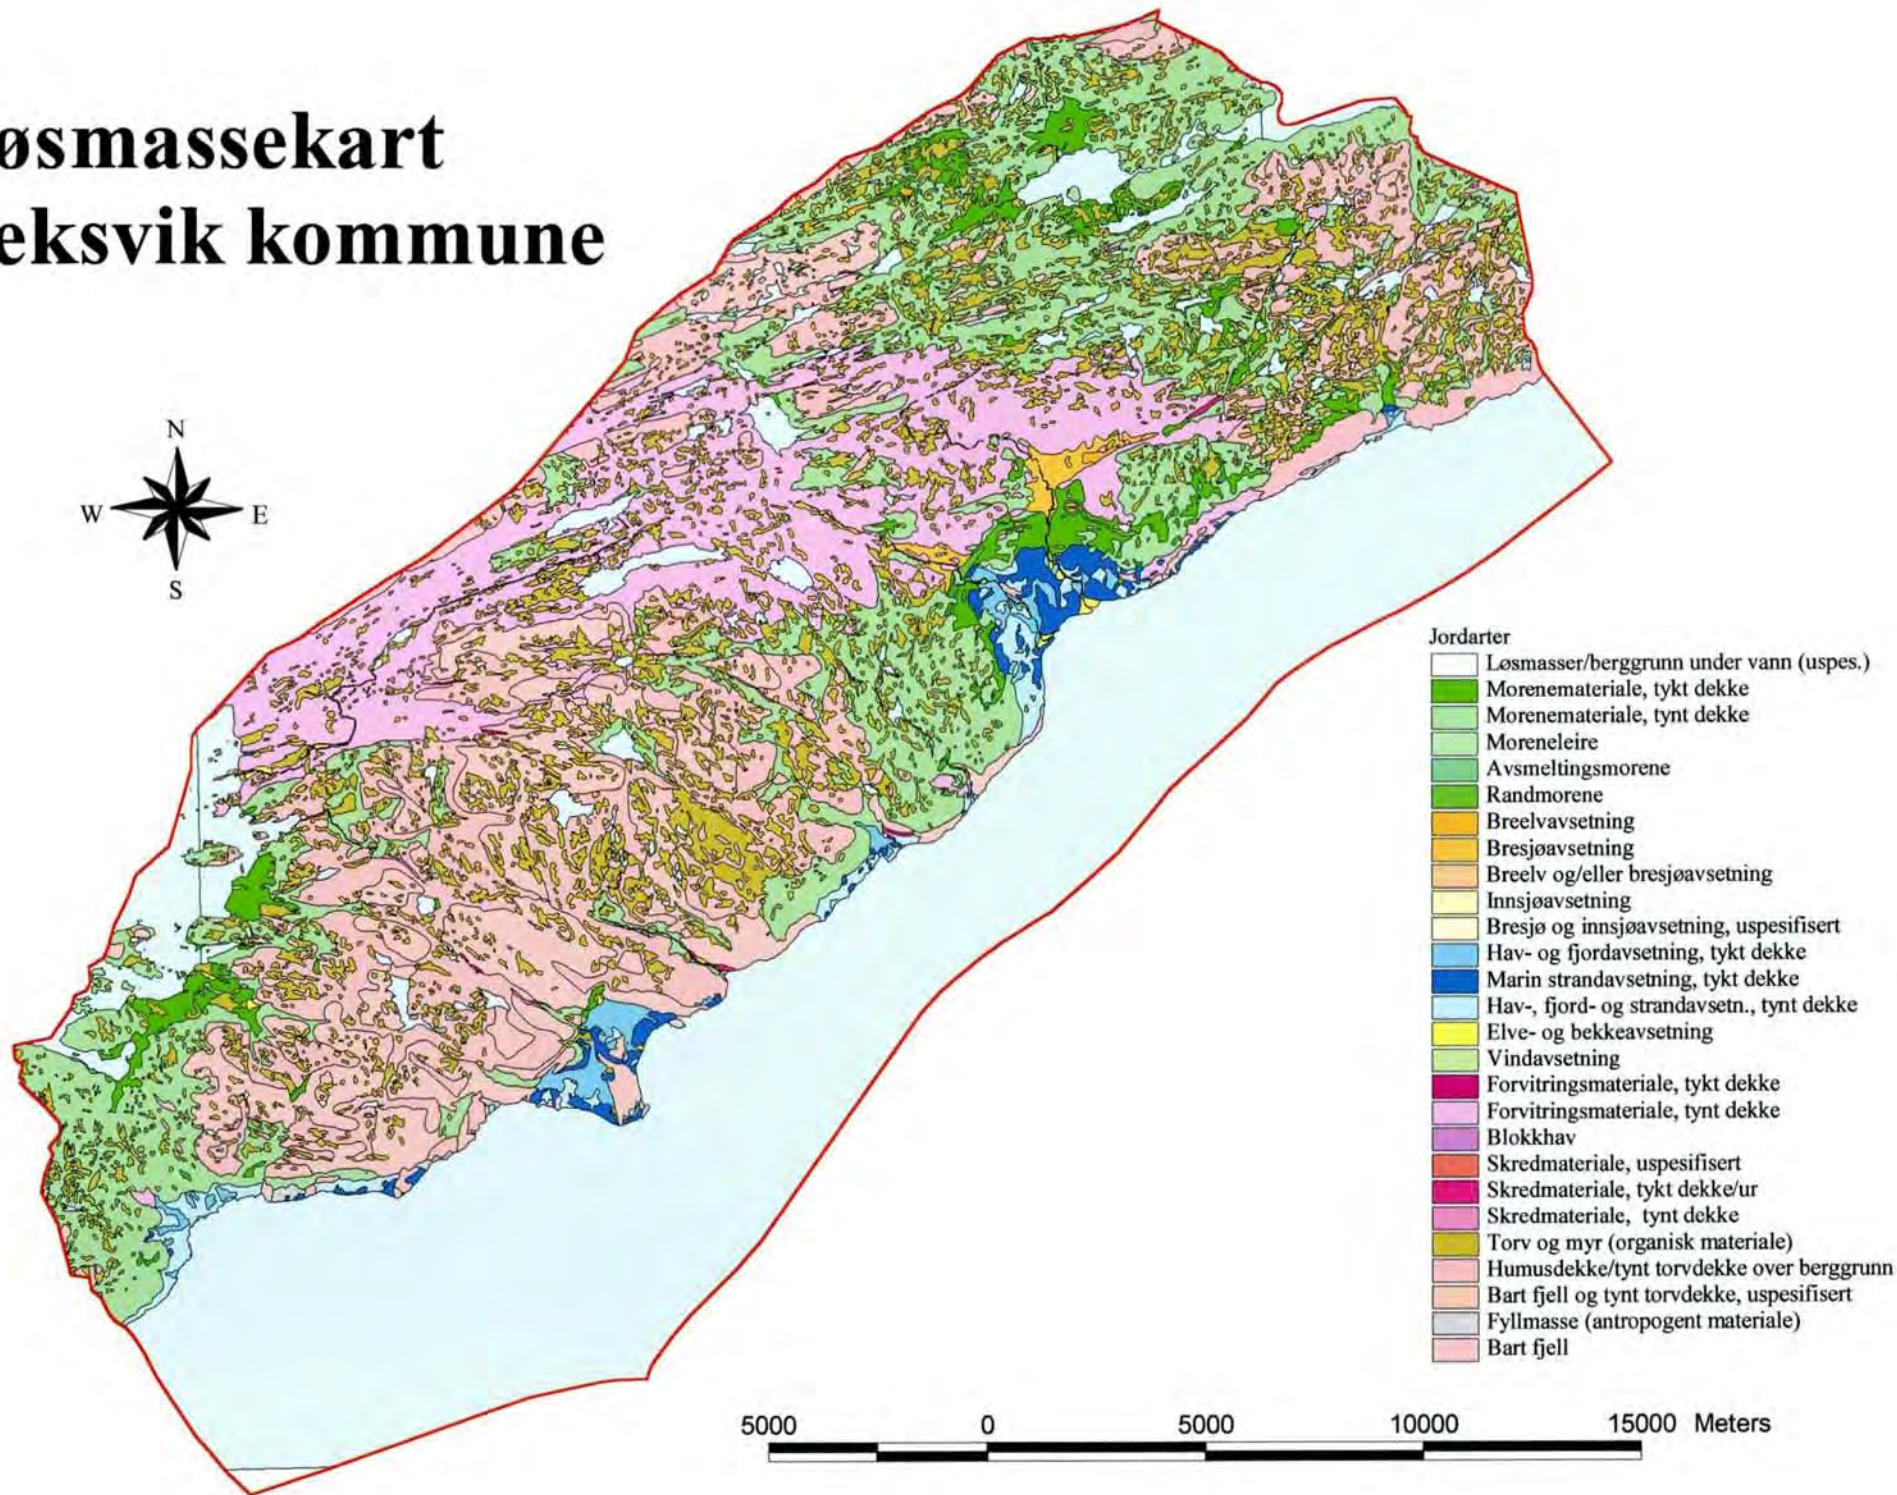 øsmassekart
eksvik kommune
N
W E
S
Jordarter
Løsmasser/berggrunn under vann (uspes.)
Morenemateriale, tykt dekke
Morenemateriale, tynt dekke
Moreneleire
Avsmeltingsmorene
Randmorene
Breelvavsetning
Bresjøavsetning
Breelv og/eller bresjøavsetning
Innsjøavsetning
Bresjø og innsjøavsetning, uspesifisert
Hav- og fjordavsetning, tykt dekke
Marin strandavsetning, tykt dekke
Hav-, fjord- og strandavsetn., tynt dekke
Elve- og bekkeavsetning
Vindavsetning
Forvitringsmateriale, tykt dekke
Forvitringsmateriale, tynt dekke
Blokkhav
Skredmateriale, uspesifisert
Skredmateriale, tykt dekke/ur
Skredmateriale, tynt dekke
Torv og myr (organisk materiale)
Humusdekke/tynt torvdekke over berggrunn
Bart fjell og tynt torvdekke, uspesifisert
Fyllmasse (antropogent materiale)
Bart fjell
5000 0 5000 10000 15000 Meters